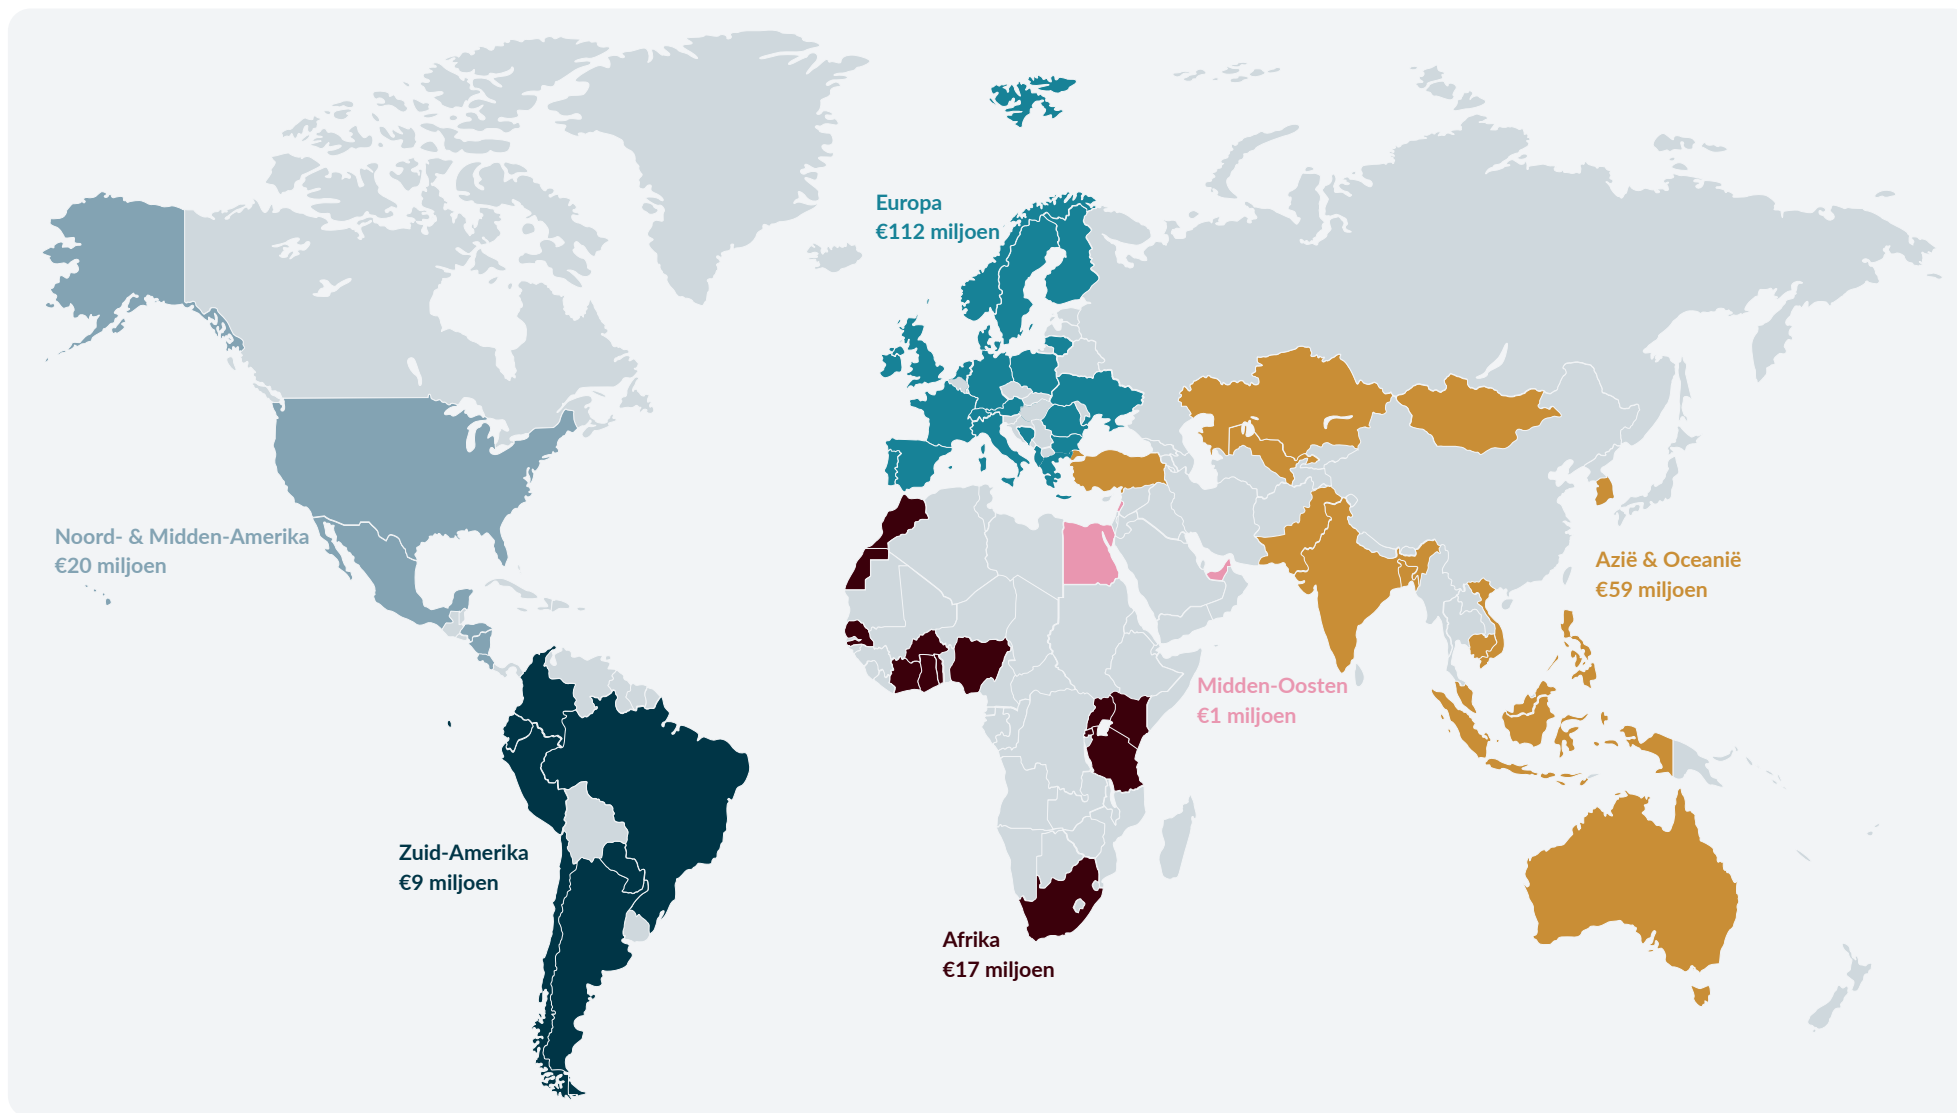 Europa
€112 miljoen
Noord- & Midden-Amerika
€20 miljoen
Azië & Oceanië
€59 miljoen
Midden-Oosten
€1 miljoen
Zuid-Amerika
€9 miljoen
Afrika
€17 miljoen